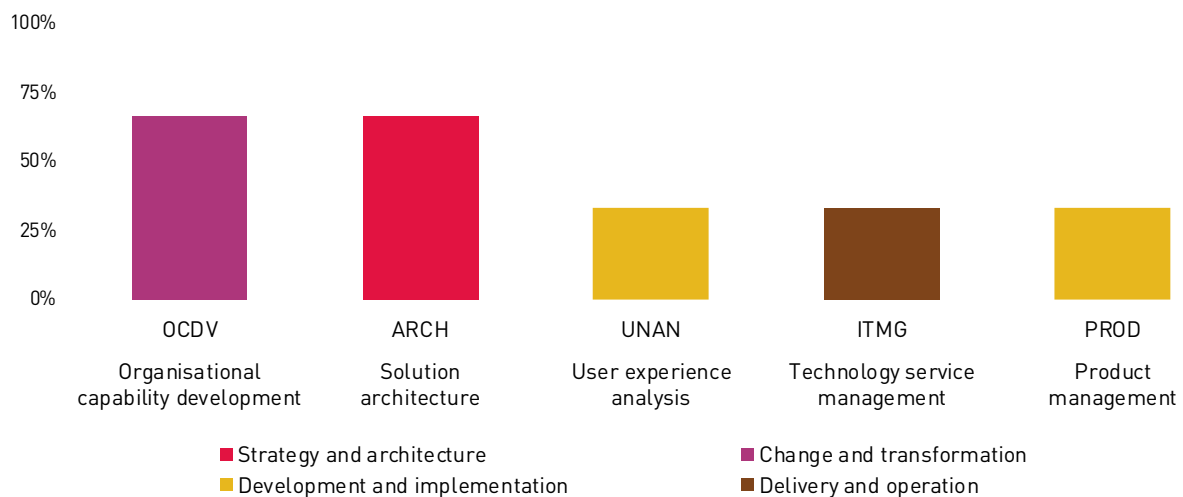 100%
75%
50%
25%
0%
OCDV
ARCH
UNAN
ITMG
PROD
Organisational
capability development
Solution
architecture
User experience
analysis
Technology service
management
Product
management
Strategy and architecture
Change and transformation
Development and implementation
Delivery and operation